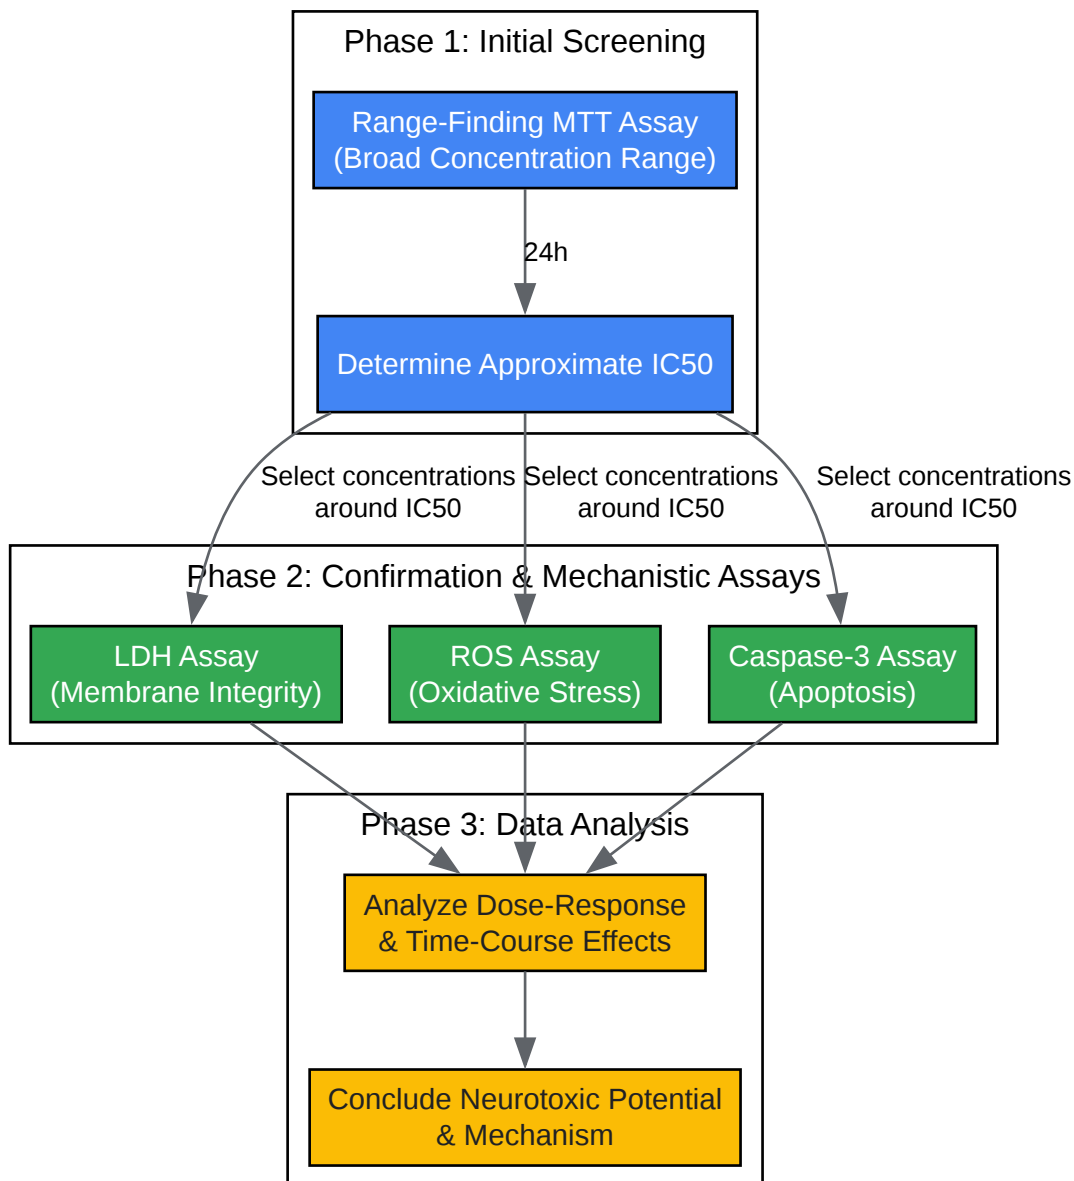 Phase 1: Initial Screening
Range-Finding MTT Assay
(Broad Concentration Range)
24h
Determine Approximate IC50
Select concentrations
around IC50
Select concentrations
around IC50
Select concentrations
around IC50
Phase 2: Confirmation & Mechanistic Assays
LDH Assay
(Membrane Integrity)
ROS Assay
(Oxidative Stress)
Caspase-3 Assay
(Apoptosis)
Phase 3: Data Analysis
Analyze Dose-Response
& Time-Course Effects
Conclude Neurotoxic Potential
& Mechanism